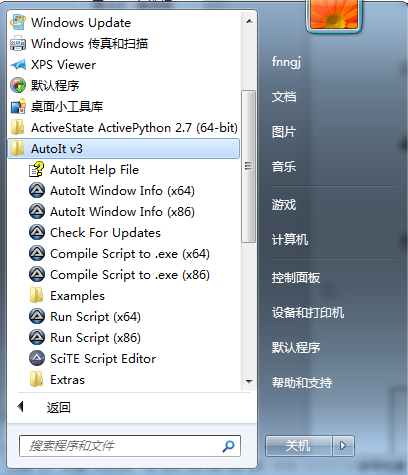 Windows Update
Windows 传真和扫描
XPS Viewer
默认程序
桌面小工具库
ActiveState ActivePython 2.7 (64-bit)
AutoIt v3
AutoIt Help File
AutoIt Window Info (x64)
AutoIt Window Info (x86)
Check For Updates
Compile Script to .exe (x64)
Compile Script to .exe (x86)
Examples
Run Script (x64)
Run Script (x86)
SciTE Script Editor
Extras
返回
搜索程序和文件
fnngj
文档
图片
音乐
游戏
计算机
控制面板
设备和打印机
默认程序
帮助和支持
关机